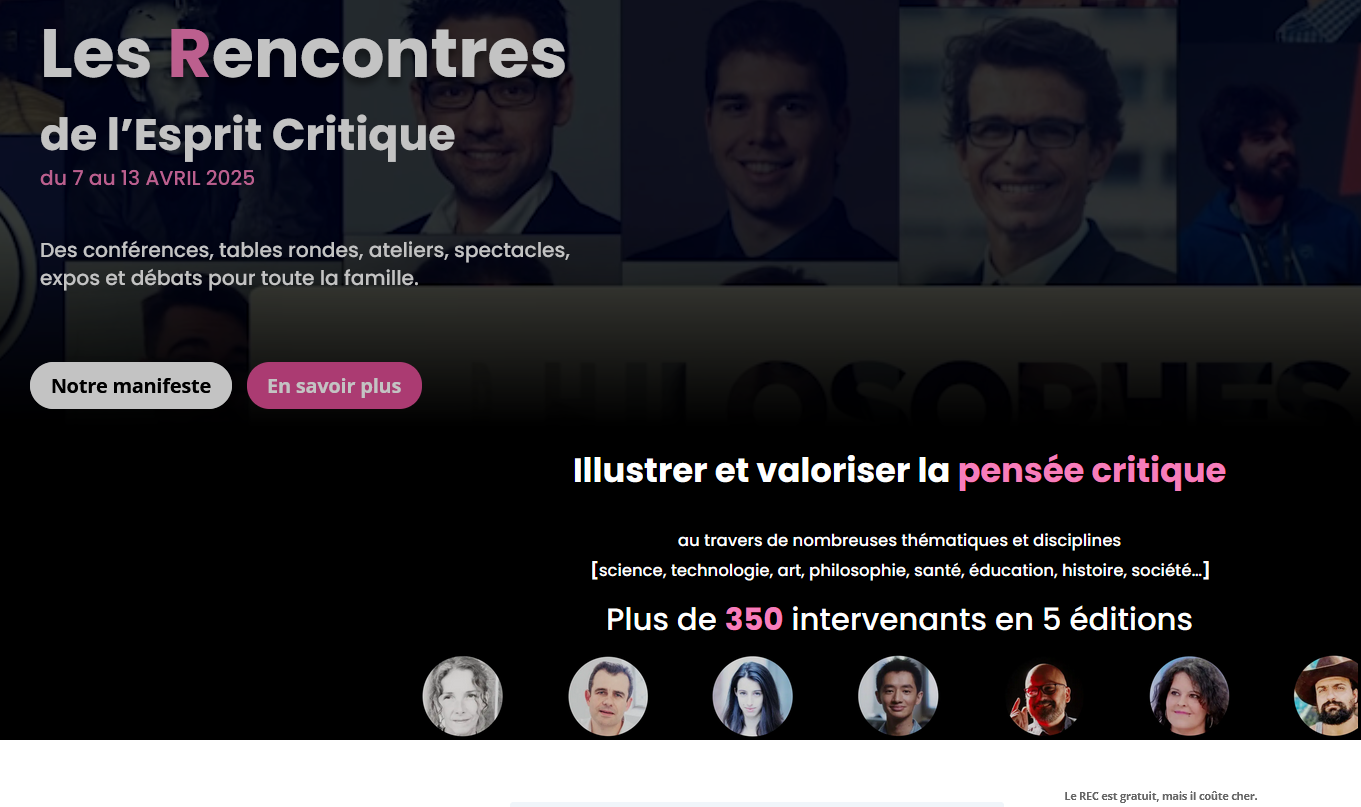 Les Rencontres
de l’Esprit Critique
du 7 au 13 AVRIL 2025
Des conférences, tables rondes, ateliers, spectacles,
expos et débats pour toute la famille.
Notre manifeste
En savoir plus
Illustrer et valoriser la pensée critique
au travers de nombreuses thématiques et disciplines
[science, technologie, art, philosophie, santé, éducation, histoire, société...]
Plus de 350 intervenants en 5 éditions
Le REC est gratuit, mais il coûte cher.